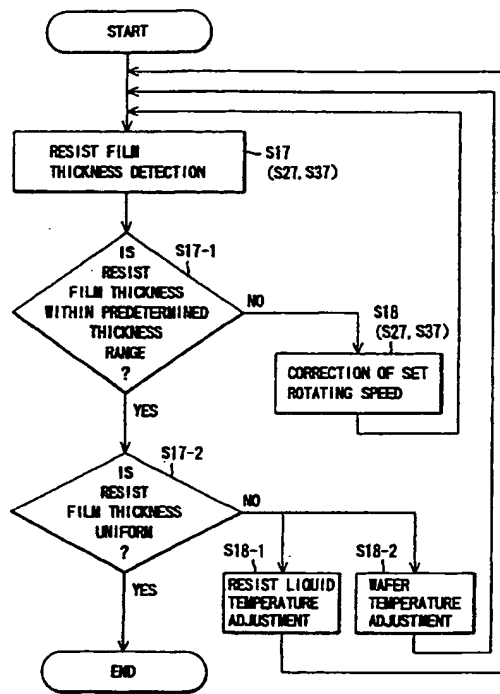 START
RESIST FILM
THICKNESS DETECTION
S17
(S27, S37)
S17-1
IS
RESIST
FILM THICKNESS
WITHIN PREDETERMINED
THICKNESS
RANGE
?
NO
YES
S18
(S27, S37)
CORRECTION OF SET
ROTATING SPEED
S17-2
IS
RESIST
FILM THICKNESS
UNIFORM
?
NO
YES
S18-1
RESIST LIQUID
TEMPERATURE
ADJUSTMENT
S18-2
WAFER
TEMPERATURE
ADJUSTMENT
END